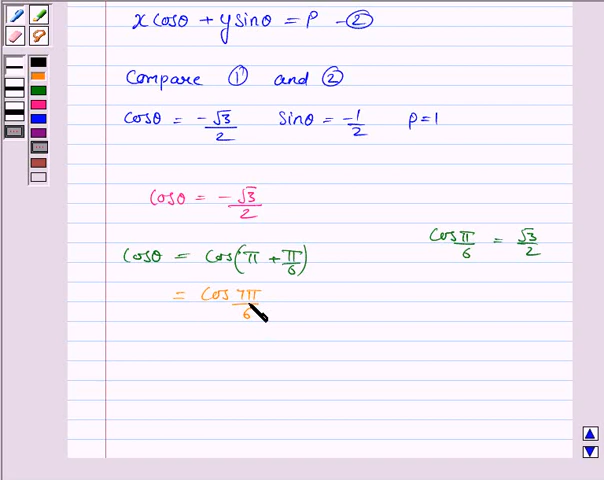 x cosθ + y sinθ = P - ②
Compare ① and ②
cosθ = -√3/2   sinθ = -1/2   P=1
cosθ = -√3/2
cosθ = cos(π + π/6)   cos π/6 = √3/2
= cos 7π/6